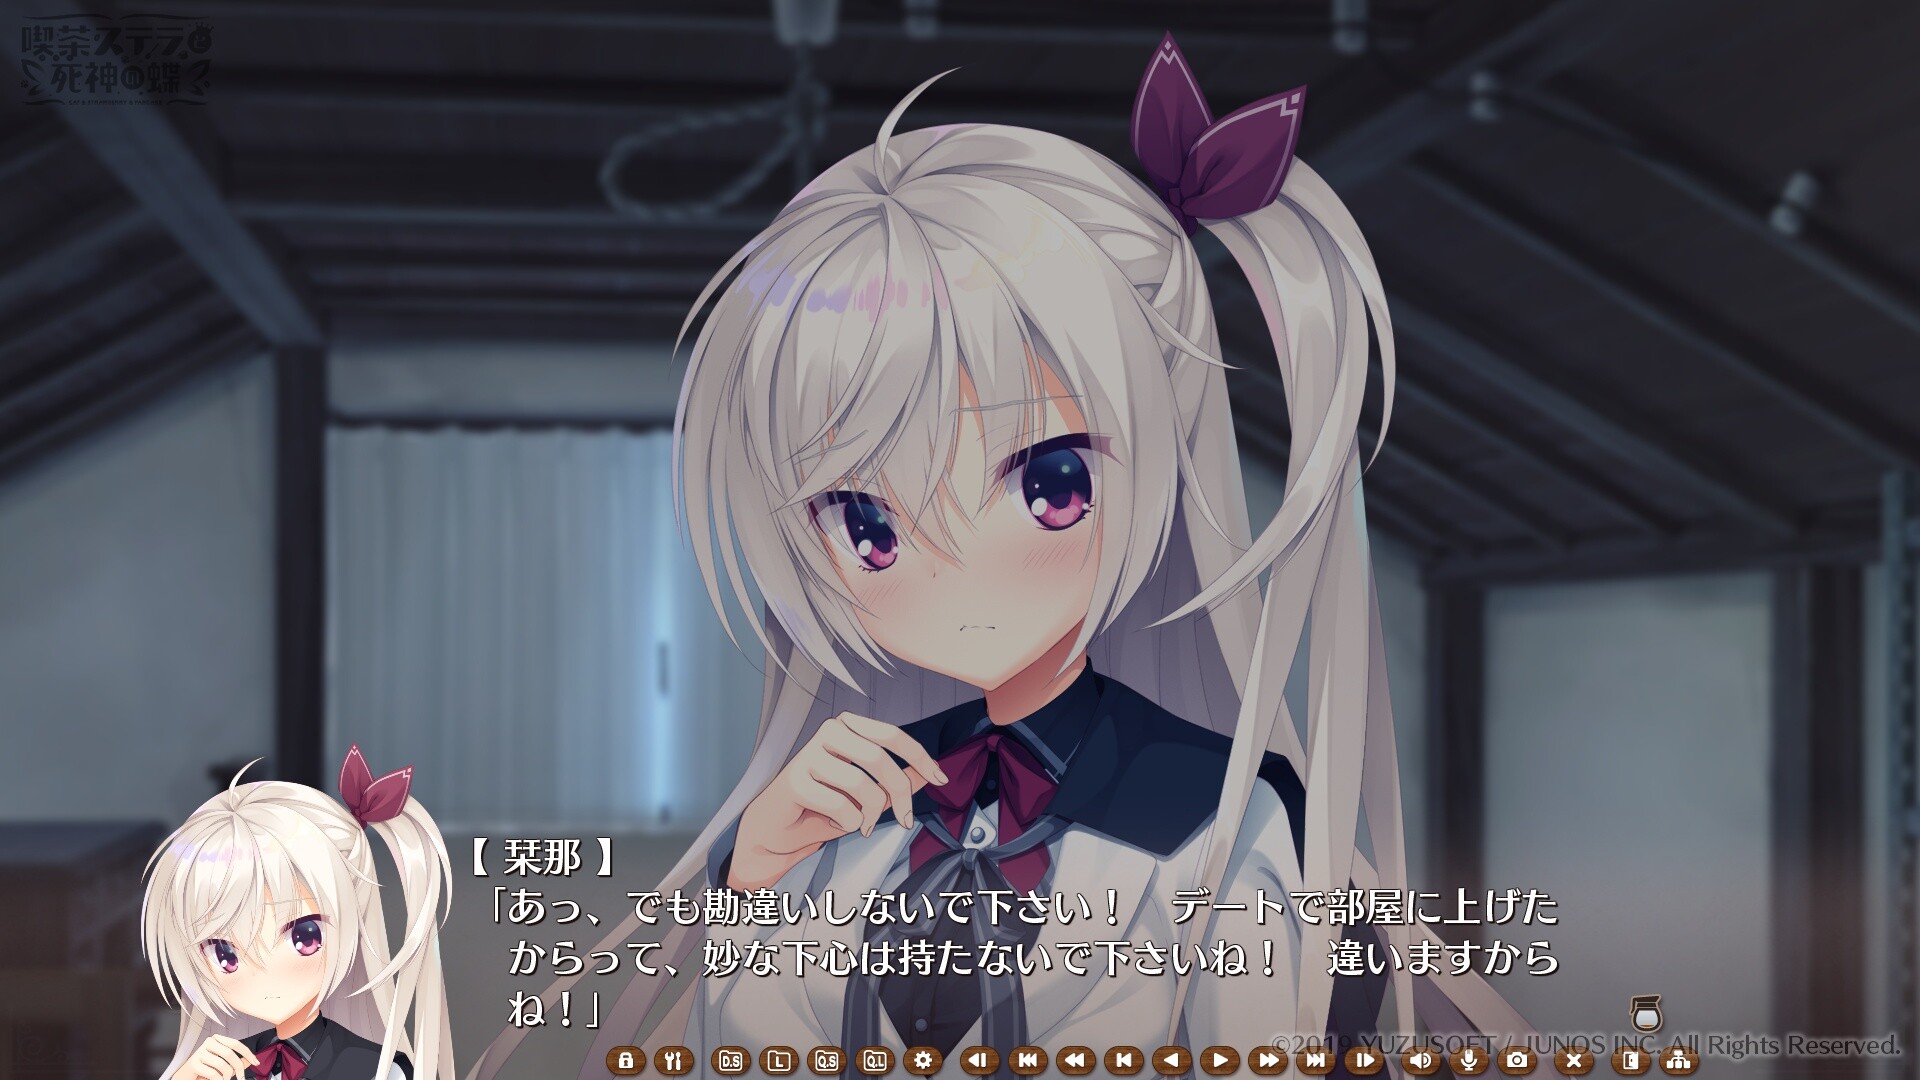 喫茶ステラと
死神の蝶
【 栞那 】
「あっ、でも勘違いしないで下さい！　デートで部屋に上げた
からって、妙な下心は持たないで下さいね！　違いますから
ね！」
D.S L Q.S Q.L
©2019 YUZUSOFT / JUNOS INC. All Rights Reserved.